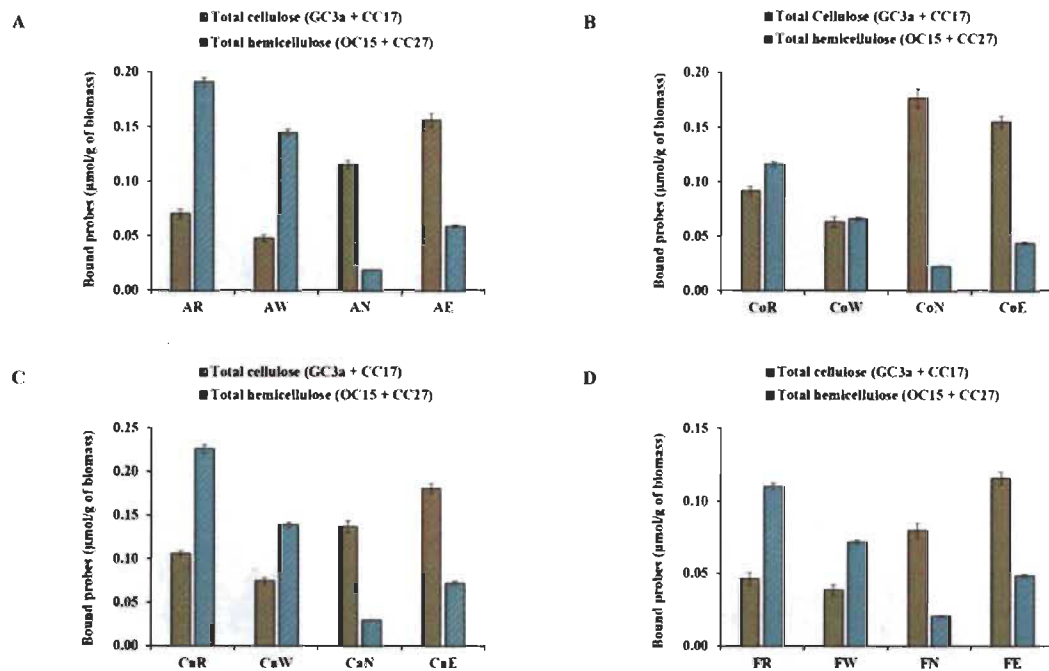 A
Total cellulose (GC3a + CC17)
Total hemicellulose (OC15 + CC27)
Bound probes (µmol/g of biomass)
0.20
0.15
0.10
0.05
0.00
AR AW AN AE
B
Total Cellulose (GC3a + CC17)
Total hemicellulose (OC15 + CC27)
Bound probes (µmol/g of biomass)
0.20
0.15
0.10
0.05
0.00
CoR CoW CoN CoE
C
Total cellulose (GC3a + CC17)
Total hemicellulose (OC15 + CC27)
Bound probes (µmol/g of biomass)
0.25
0.20
0.15
0.10
0.05
0.00
CaR CaW CaN CaE
D
Total cellulose (GC3a + CC17)
Total hemicellulose (OC15 + CC27)
Bound probes (µmol/g of biomass)
0.15
0.10
0.05
0.00
FR FW FN FE